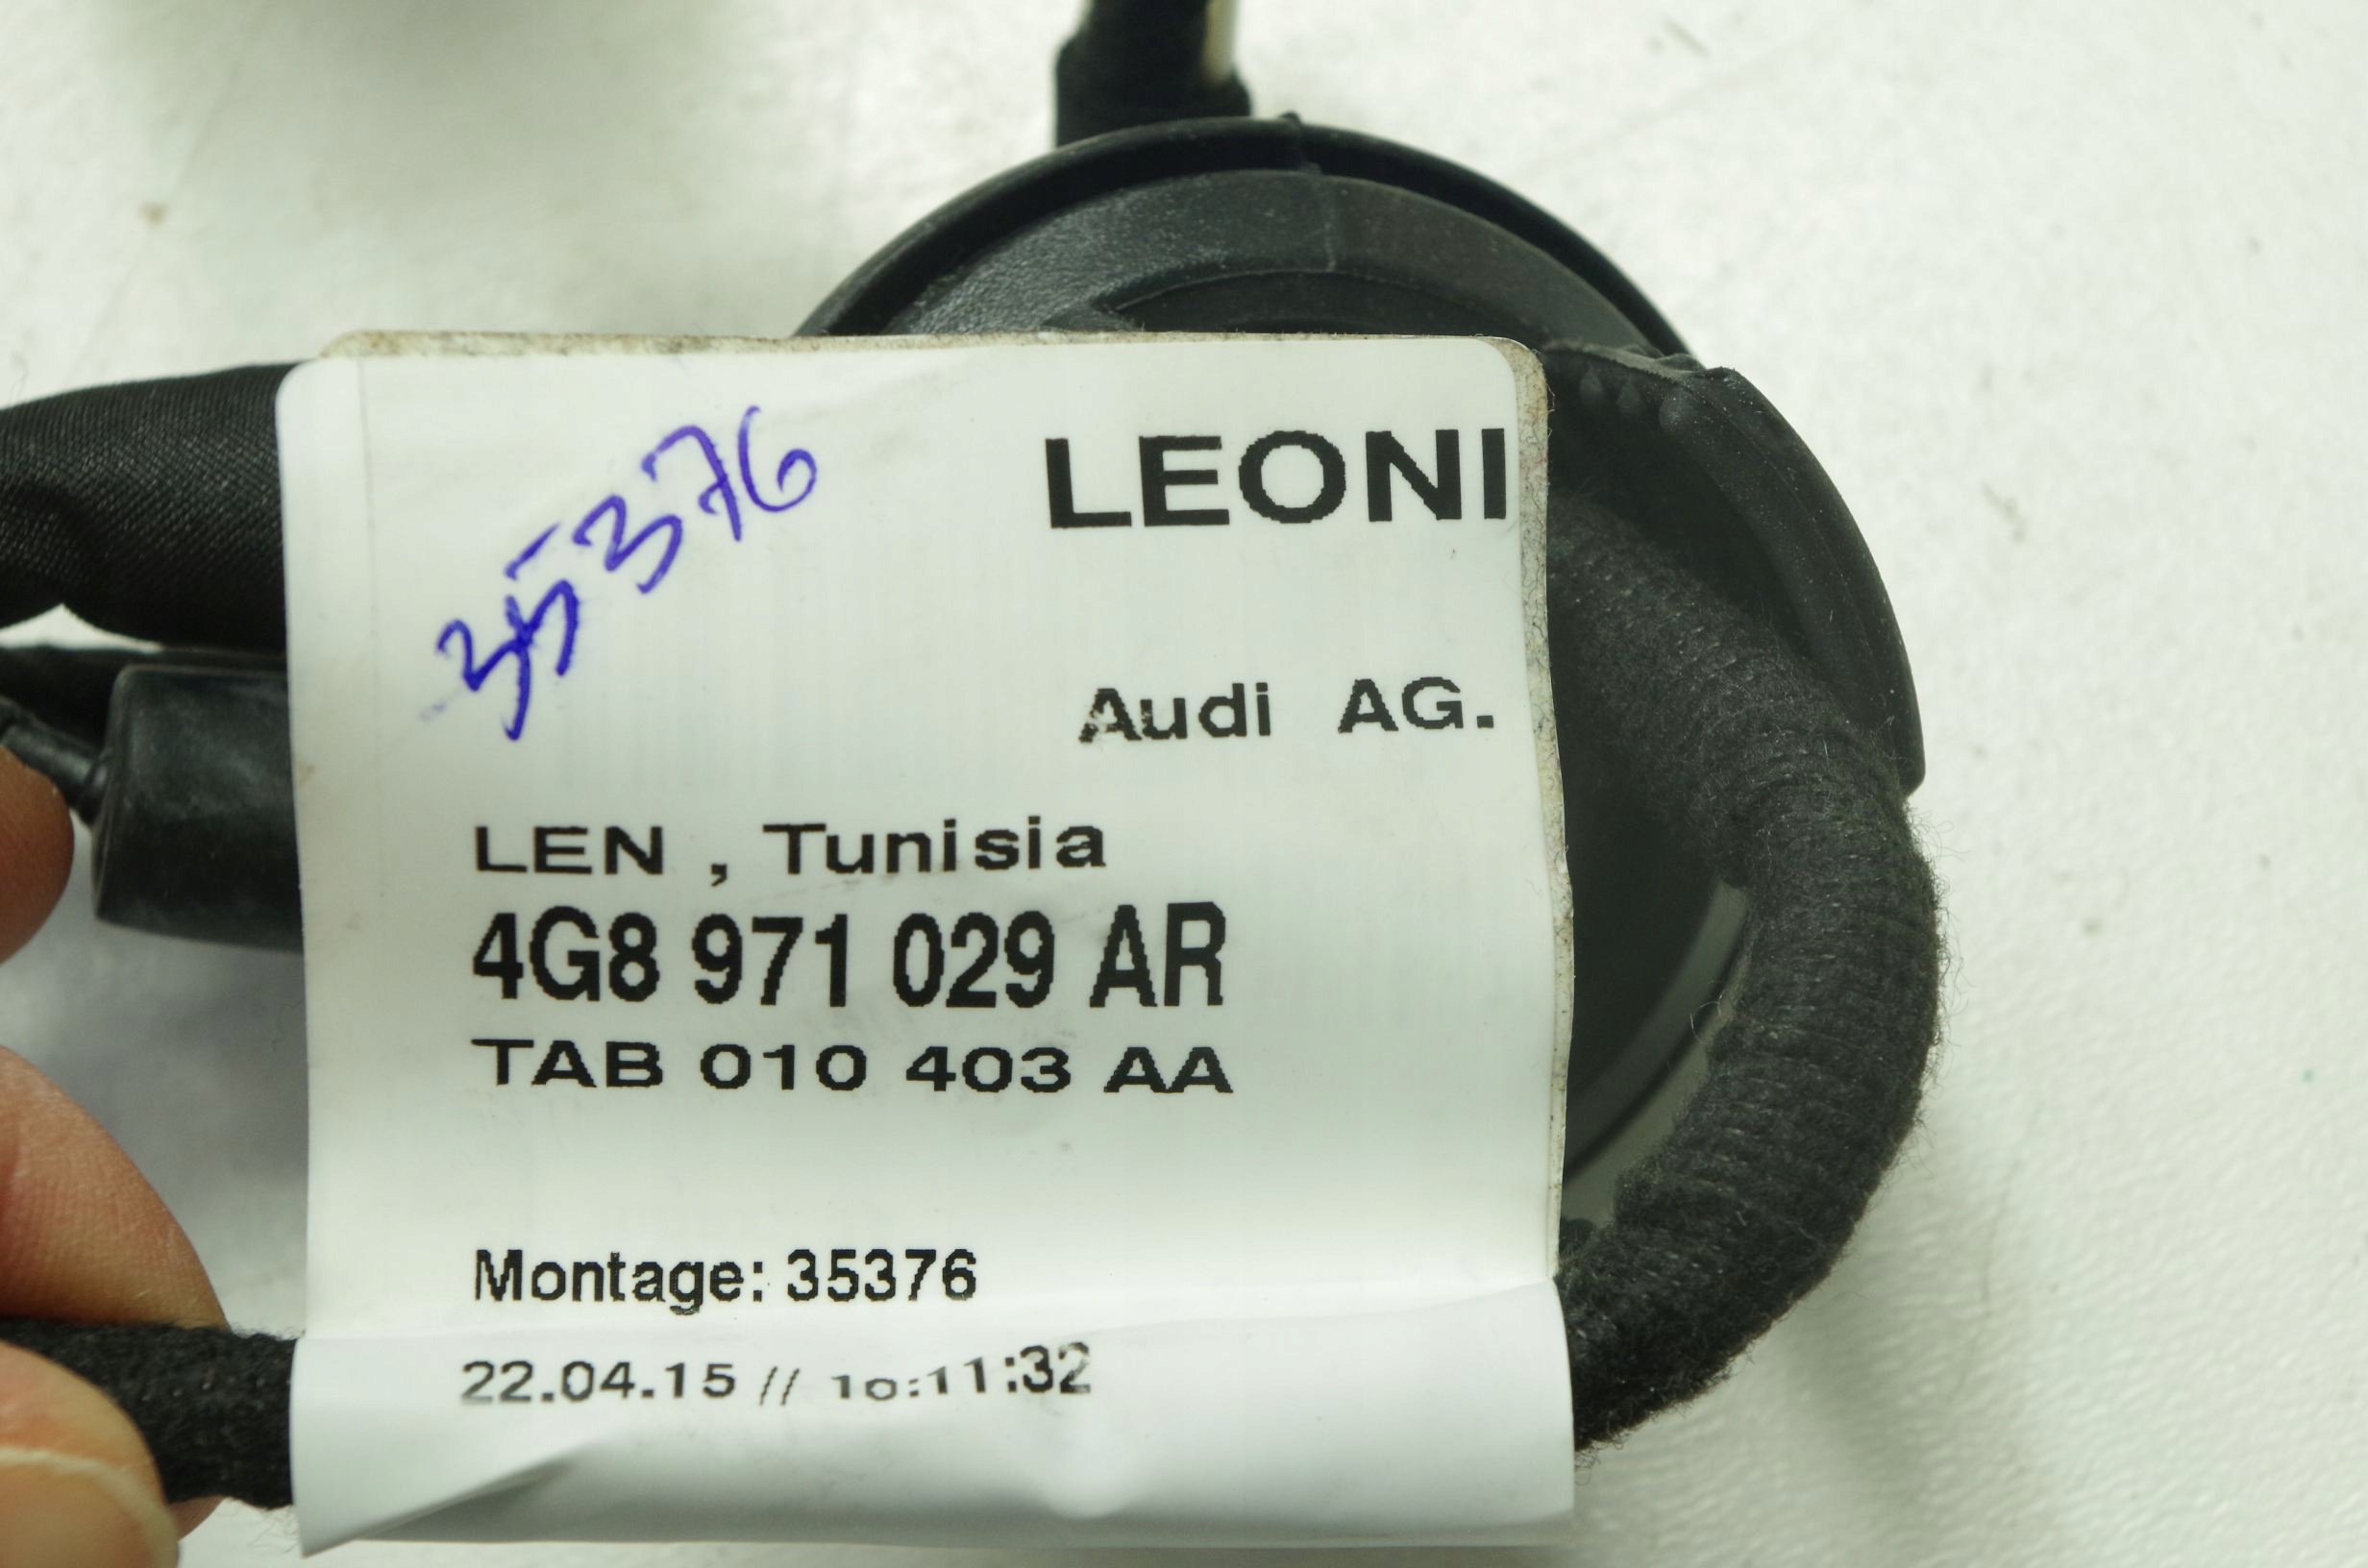 35376
LEONI
Audi AG.
LEN , Tunisia
4G8 971 029 AR
TAB 010 403 AA
Montage: 35376
22.04.15 // 10:11:32